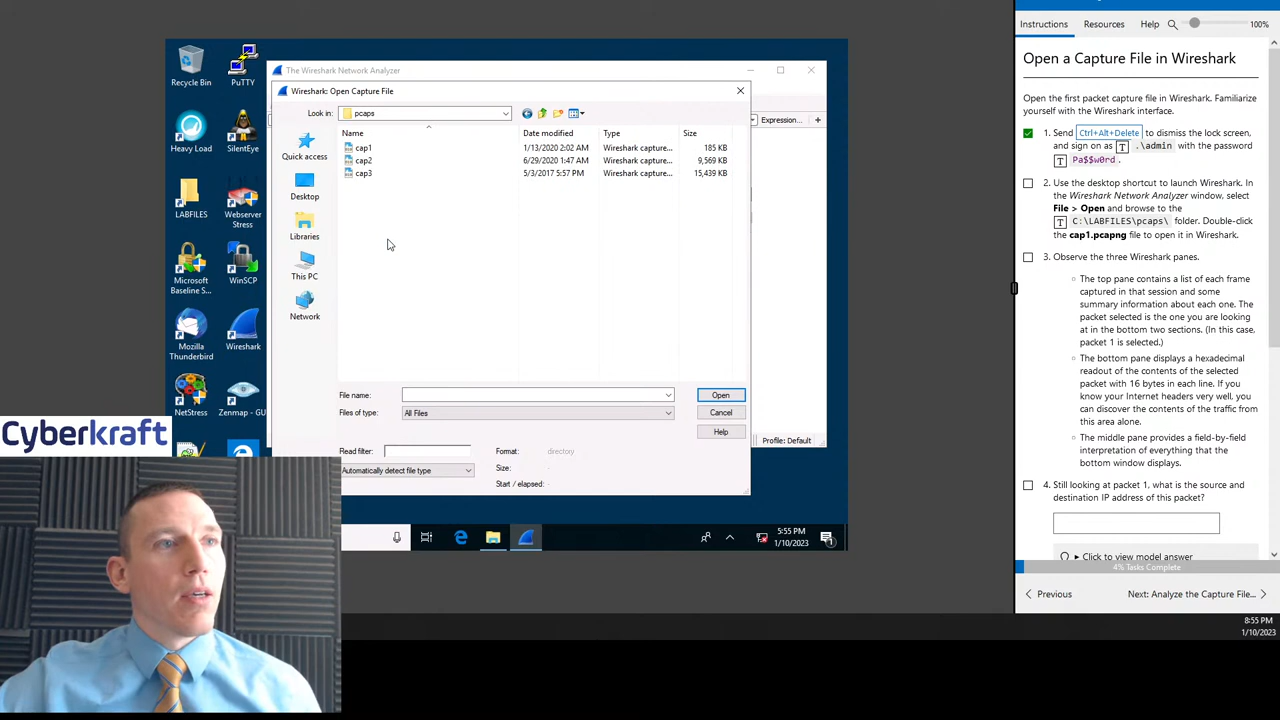 Instructions
Resources
Help
100%
Open a Capture File in Wireshark
Open the first packet capture file in Wireshark. Familiarize
yourself with the Wireshark interface.
1. Send Ctrl+Alt+Delete to dismiss the lock screen,
and sign on as T .\admin with the password
T Pa$$w0rd.
2. Use the desktop shortcut to launch Wireshark. In
the Wireshark Network Analyzer window, select
File > Open and browse to the
T C:\LABFILES\pcaps\ folder. Double-click
the cap1.pcapng file to open it in Wireshark.
3. Observe the three Wireshark panes.
The top pane contains a list of each frame
captured in that session and some
summary information about each one. The
packet selected is the one you are looking
at in the bottom two sections. (In this case,
packet 1 is selected.)
The bottom pane displays a hexadecimal
readout of the contents of the selected
packet with 16 bytes in each line. If you
know your Internet headers very well, you
can discover the contents of the traffic from
this area alone.
The middle pane provides a field-by-field
interpretation of everything that the
bottom window displays.
4. Still looking at packet 1, what is the source and
destination IP address of this packet?
Click to view model answer
4% Tasks Complete
Previous
Next: Analyze the Capture File...
8:55 PM
1/10/2023
Recycle Bin
PuTTY
Heavy Load
SilentEye
LABFILES
Webserver
Stress
Microsoft
Baseline S...
WinSCP
Mozilla
Thunderbird
Wireshark
NetStress
Zenmap - GUI
The Wireshark Network Analyzer
Wireshark: Open Capture File
Look in: pcaps
Expression... +
Name Date modified Type Size
cap1 1/13/2020 2:02 AM Wireshark capture... 185 KB
cap2 6/29/2020 1:47 AM Wireshark capture... 9,569 KB
cap3 5/3/2017 5:57 PM Wireshark capture... 15,439 KB
Quick access
Desktop
Libraries
This PC
Network
File name: Open
Files of type: All Files Cancel
Help
Read filter: Format: directory
Automatically detect file type Size: -
Start / elapsed: -
Profile: Default
5:55 PM
1/10/2023
1
Cyberkraft